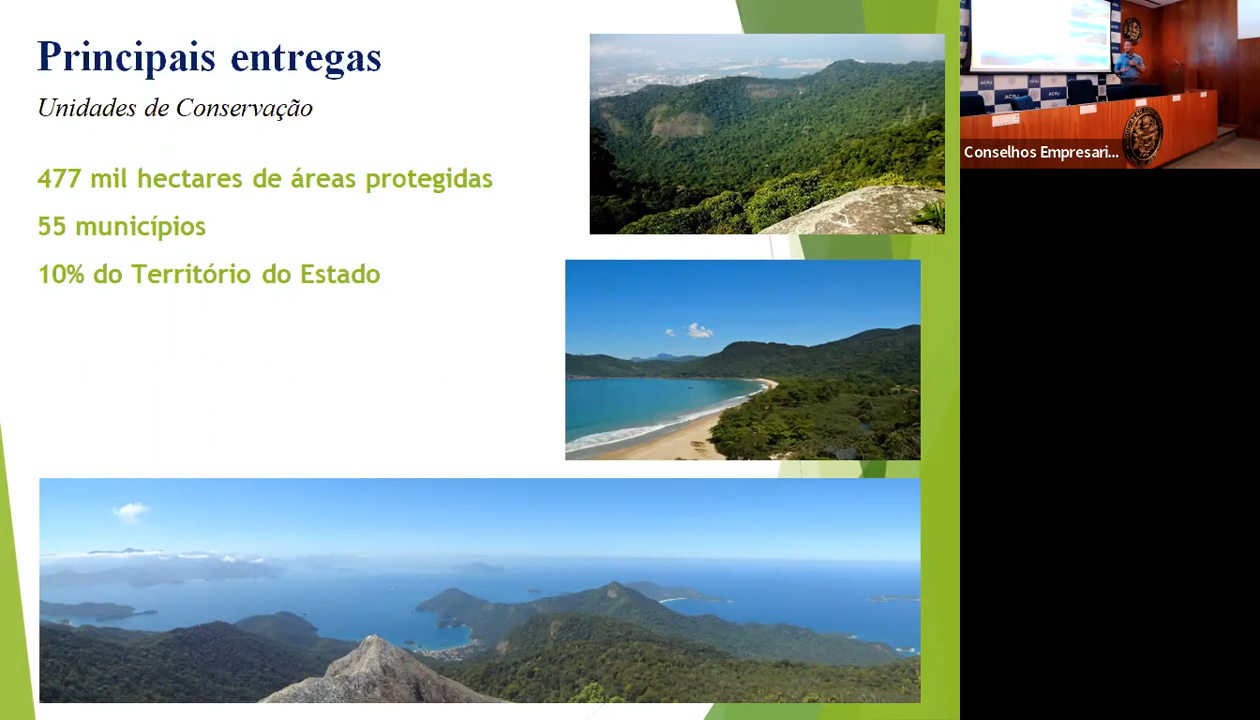 Principais entregas
Unidades de Conservação
477 mil hectares de áreas protegidas
55 municípios
10% do Território do Estado
Conselhos Empresari...
ACRJ